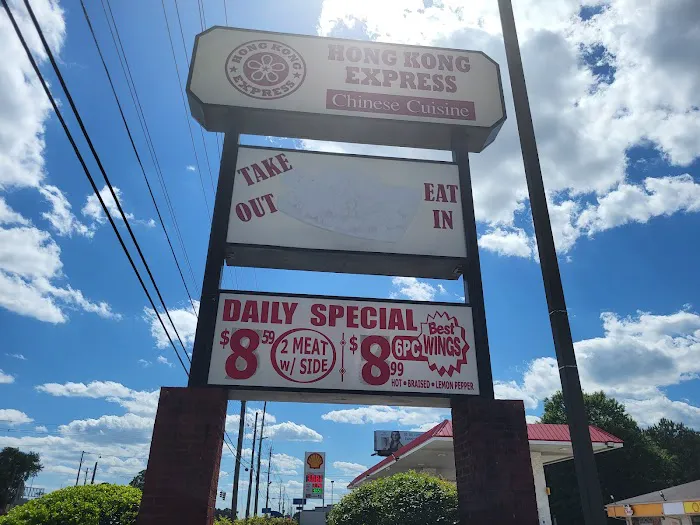 HONG KONG
EXPRESS
HONG KONG
EXPRESS
Chinese Cuisine
TAKE
OUT
EAT
IN
DAILY SPECIAL
$8.59
2 MEAT
W/ SIDE
$8.99
6PC
Best
WINGS
HOT • BRAISED • LEMON PEPPER